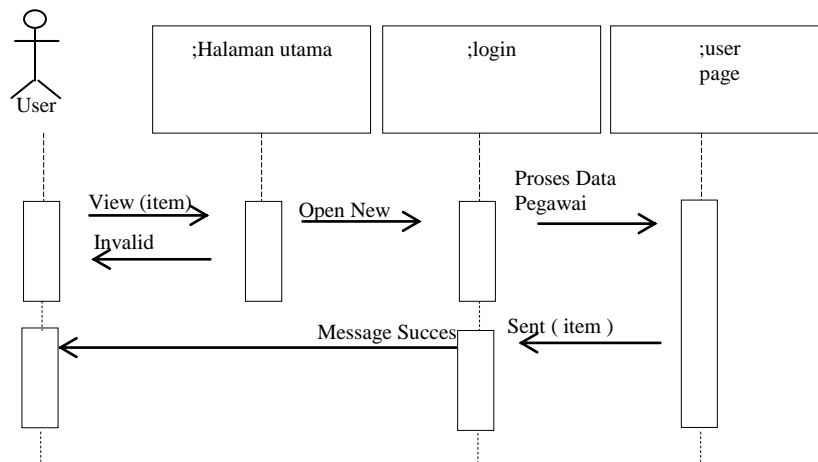 ;Halaman utama
;login
;user
page
User
View (item)
Open New
Proses Data
Pegawai
Invalid
Message Succes
Sent ( item )